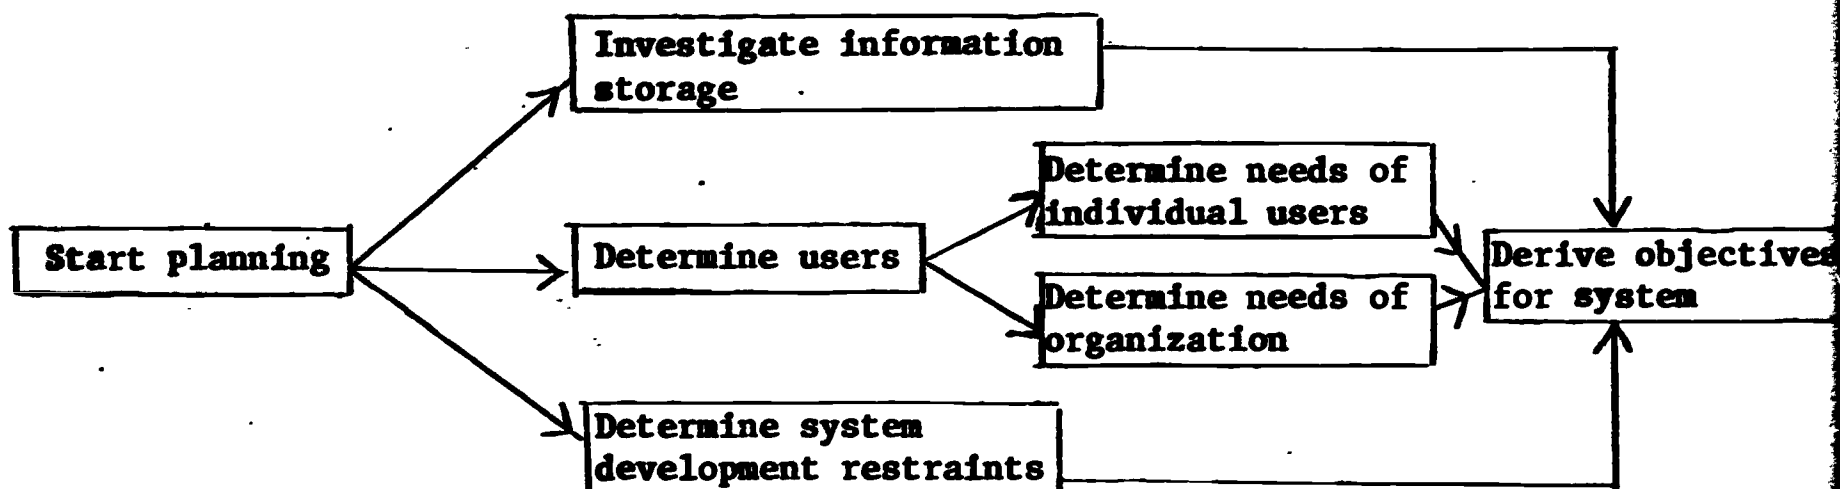 Investigate information
storage
Determine needs of
individual users
Start planning
Determine users
Derive objectives
for system
Determine needs of
organization
Determine system
development restraints